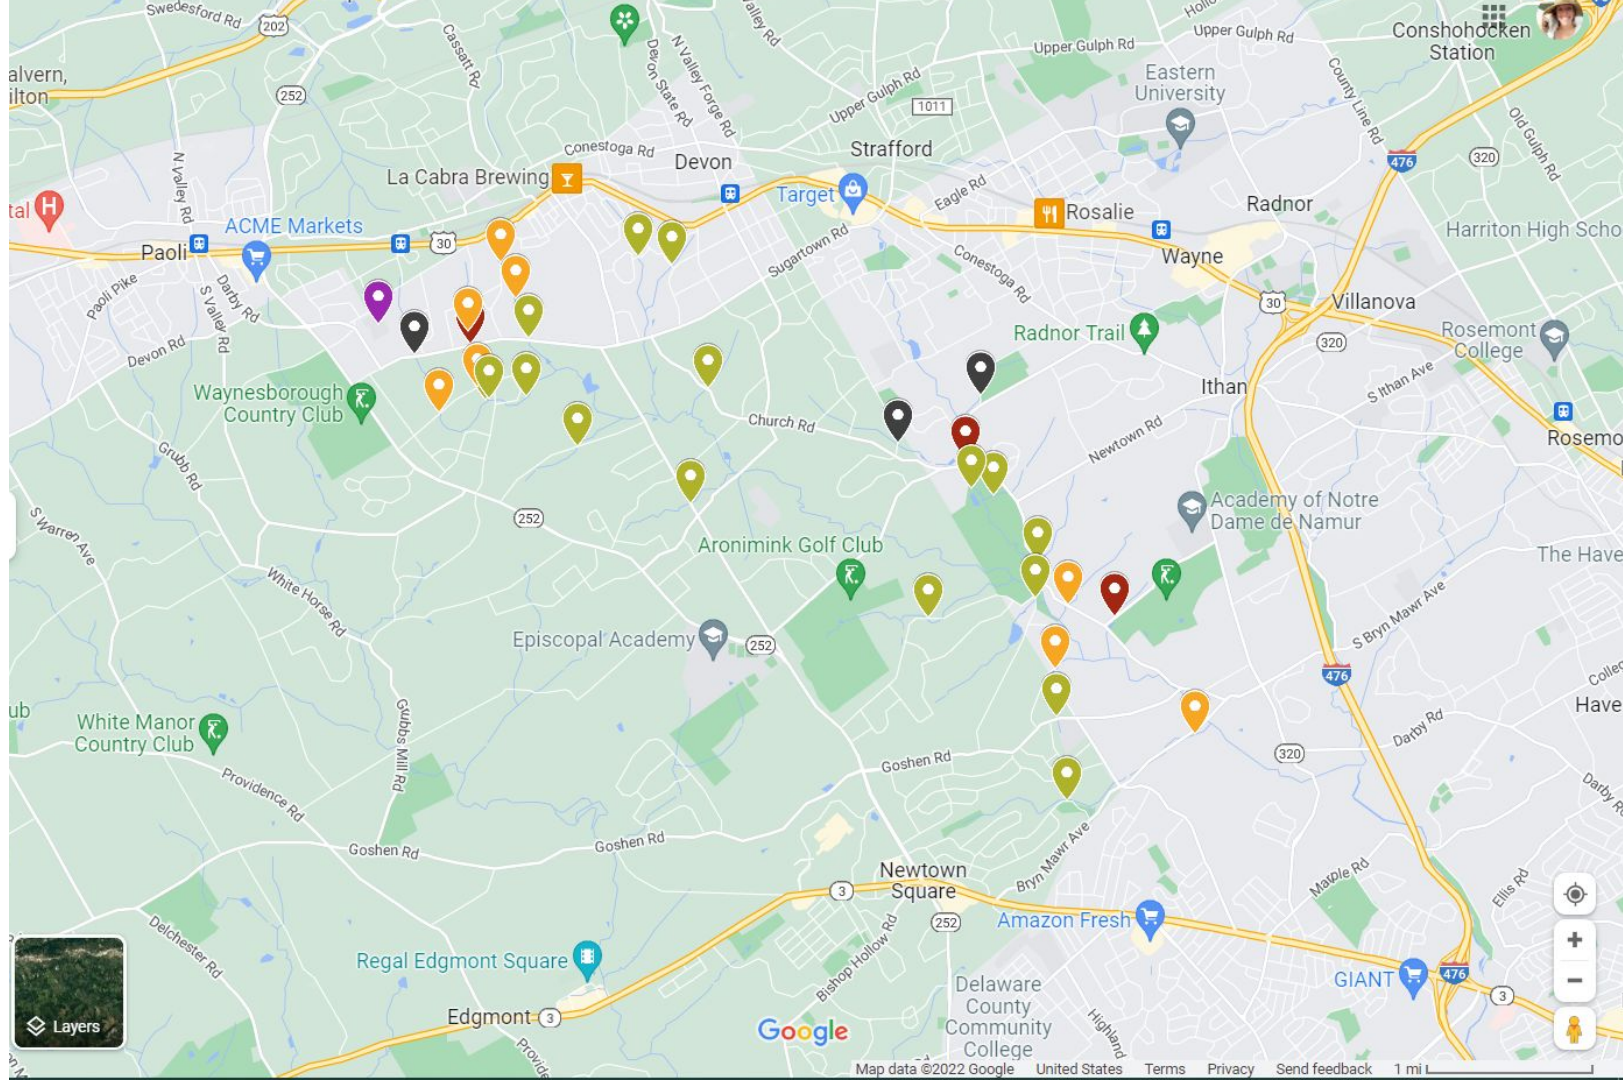 Swedesford Rd
202
Cassatt Rd
Devon State Rd
N Valley Forge Rd
Valley Rd
Upper Gulph Rd
Upper Gulph Rd
Conshohocken
Station
alvern,
ilton
252
Eastern
University
County Line Rd
Old Gulph Rd
Upper Gulph Rd
1011
N Valley Rd
Conestoga Rd
Devon
Strafford
476
320
La Cabra Brewing
tal
H
Target
Eagle Rd
Rosalie
Radnor
ACME Markets
Paoli
30
Harriton High Scho
Sugartown Rd
Conestoga Rd
Wayne
Paoli Pike
Darby Rd
S Valley Rd
30
Villanova
Devon Rd
Radnor Trail
320
Rosemont
College
Waynesborough
Country Club
Ithan
S Ithan Ave
Church Rd
Newtown Rd
Rosemo
Grubb Rd
252
Academy of Notre
Dame de Namur
S Warren Ave
Aronimink Golf Club
The Have
White Horse Rd
Episcopal Academy
252
S Bryn Mawr Ave
476
Colleg
ub
White Manor
Country Club
Grubbs Mill Rd
Have
Darby Rd
320
Goshen Rd
Providence Rd
Darby R
Goshen Rd
Goshen Rd
Newtown
Square
Bryn Mawr Ave
Marple Rd
Ellis Rd
3
252
Amazon Fresh
Delchester Rd
Bishop Hollow Rd
Regal Edgmont Square
GIANT
476
3
Delaware
County
Community
College
Layers
Edgmont
3
Google
Highland
Provide
Map data ©2022 Google
United States
Terms
Privacy
Send feedback
1 mi